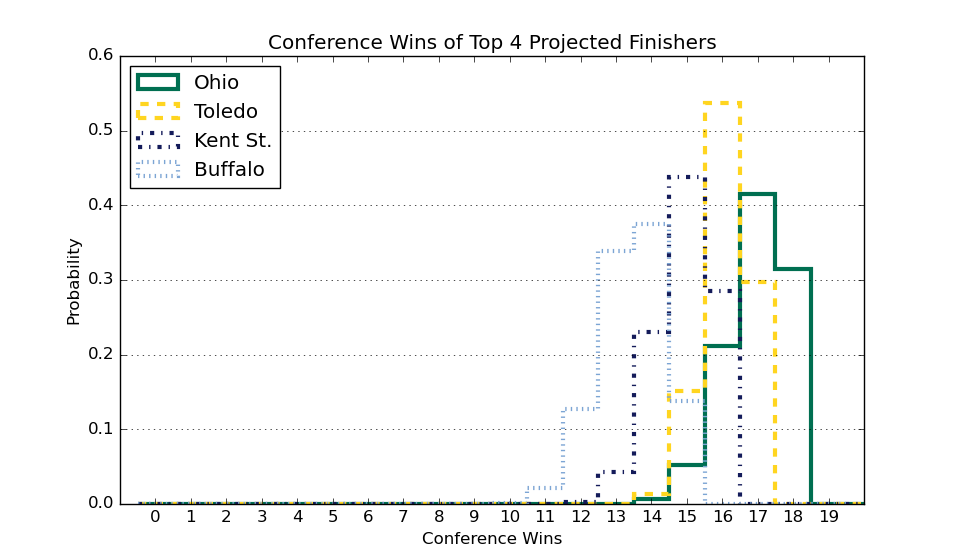 Conference Wins of Top 4 Projected Finishers
0.6
0.5
0.4
0.3
0.2
0.1
0.0
Probability
Ohio
Toledo
Kent St.
Buffalo
0 1 2 3 4 5 6 7 8 9 10 11 12 13 14 15 16 17 18 19
Conference Wins